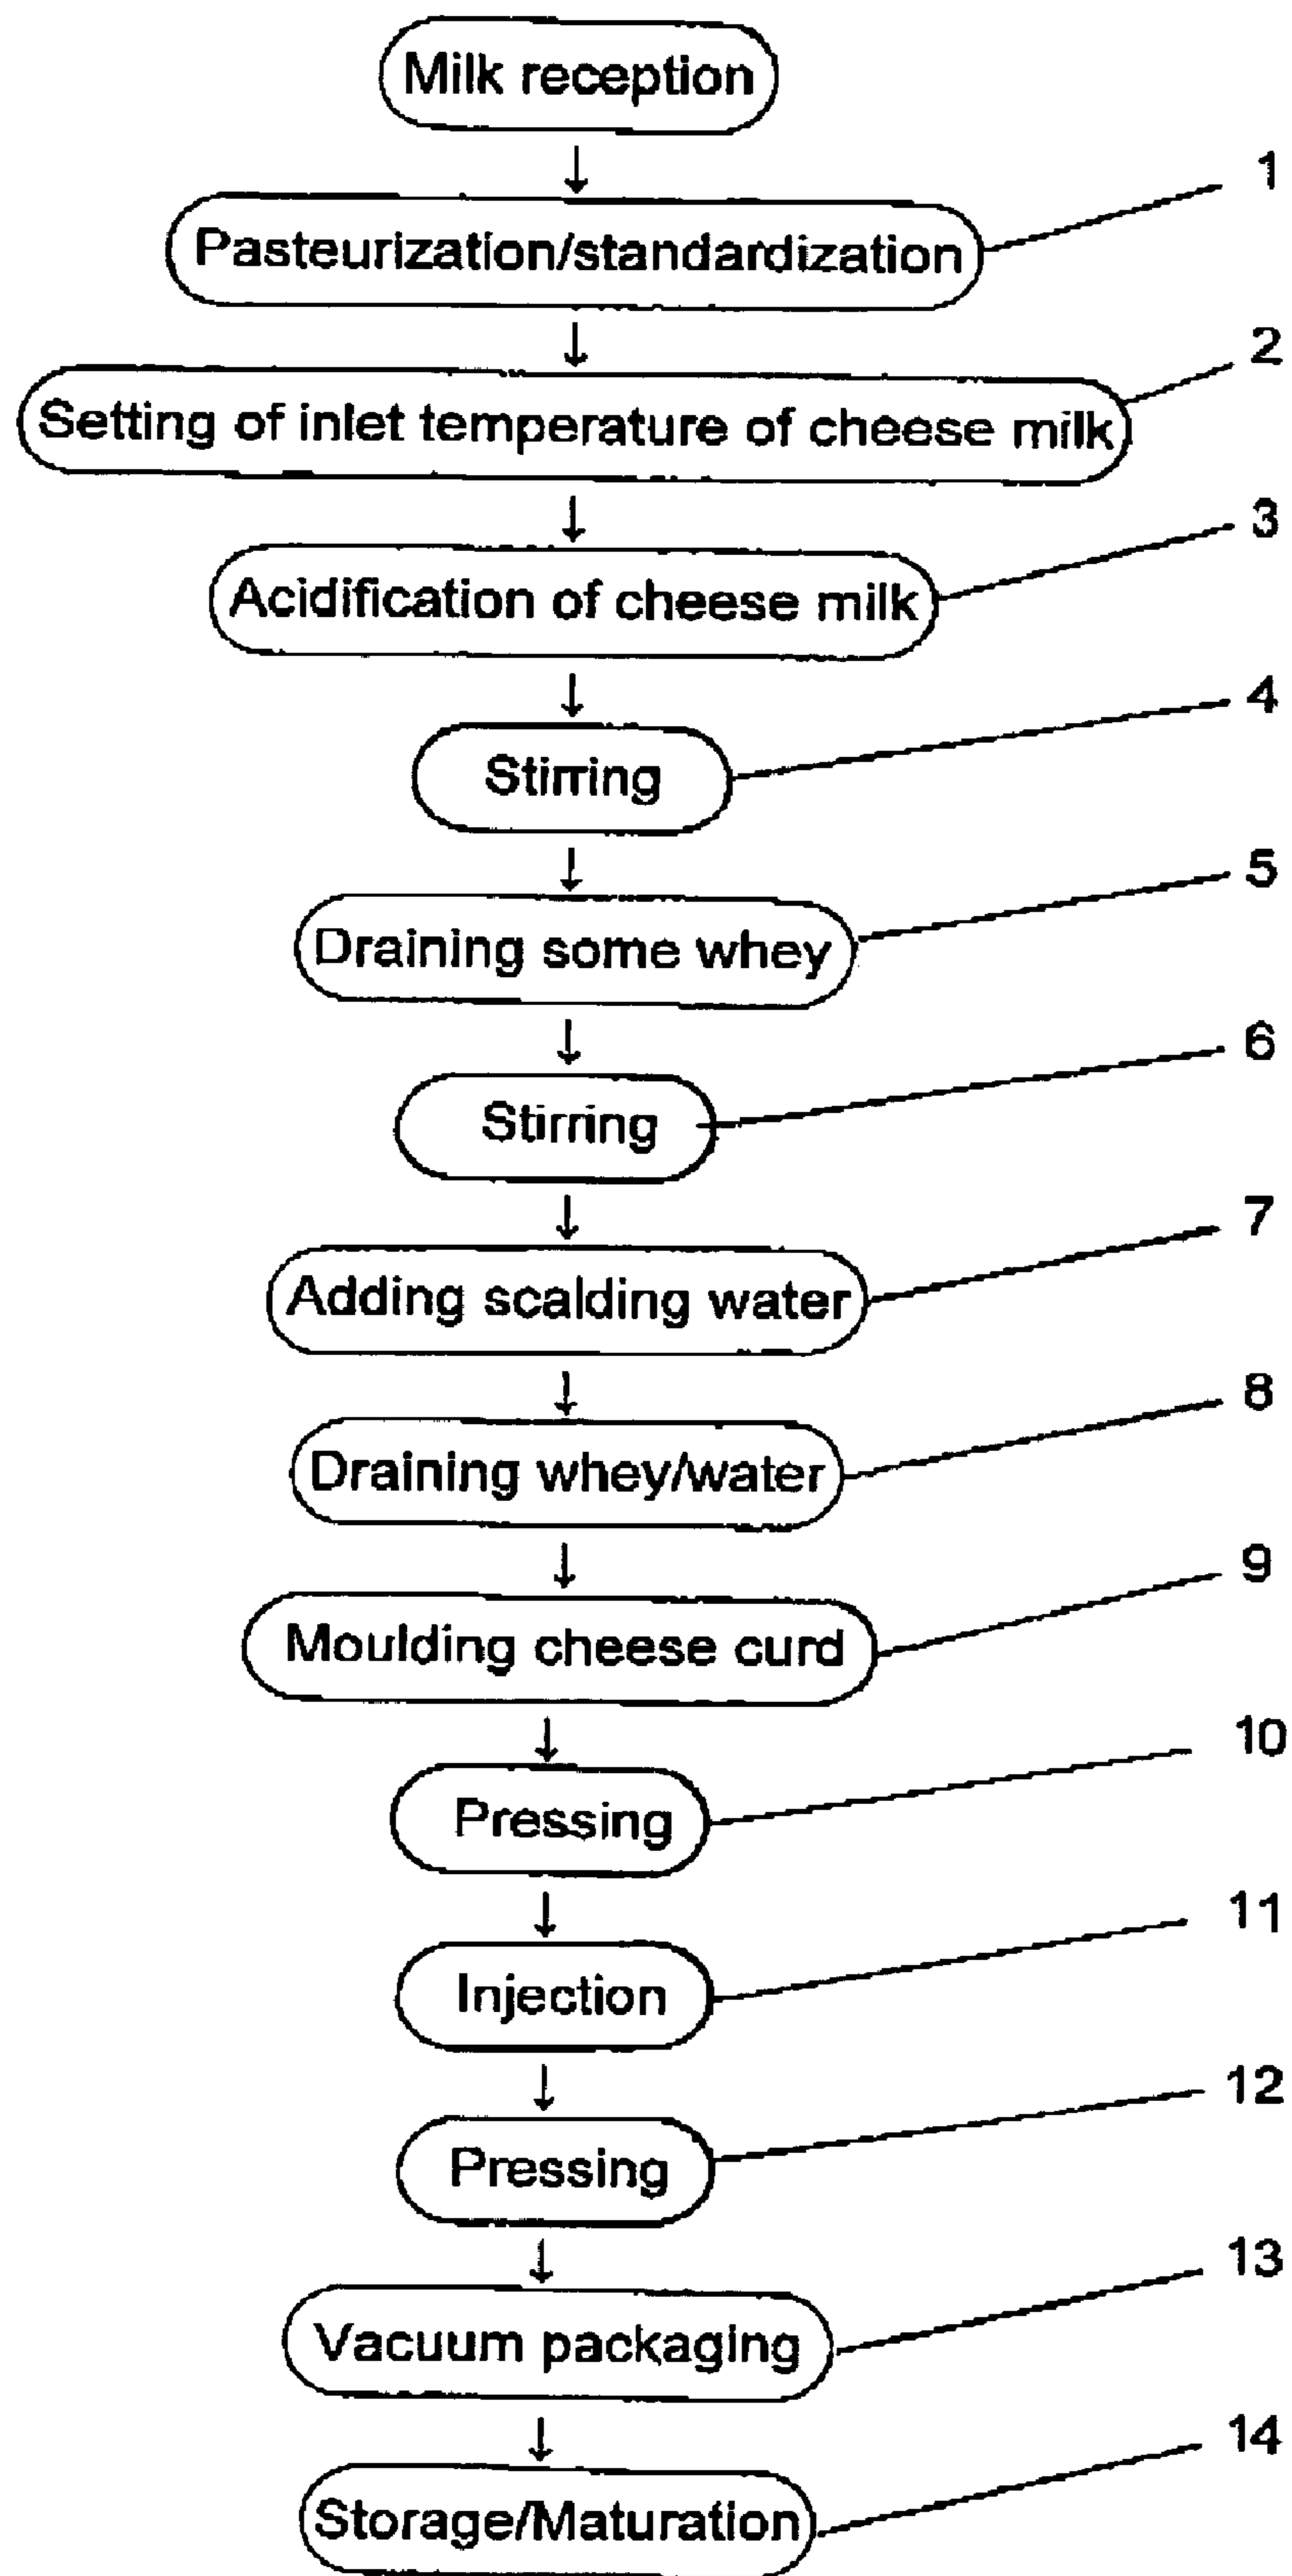 Milk reception
1
Pasteurization/standardization
2
Setting of inlet temperature of cheese milk
3
Acidification of cheese milk
4
Stirring
5
Draining some whey
6
Stirring
7
Adding scalding water
8
Draining whey/water
9
Moulding cheese curd
10
Pressing
11
Injection
12
Pressing
13
Vacuum packaging
14
Storage/Maturation